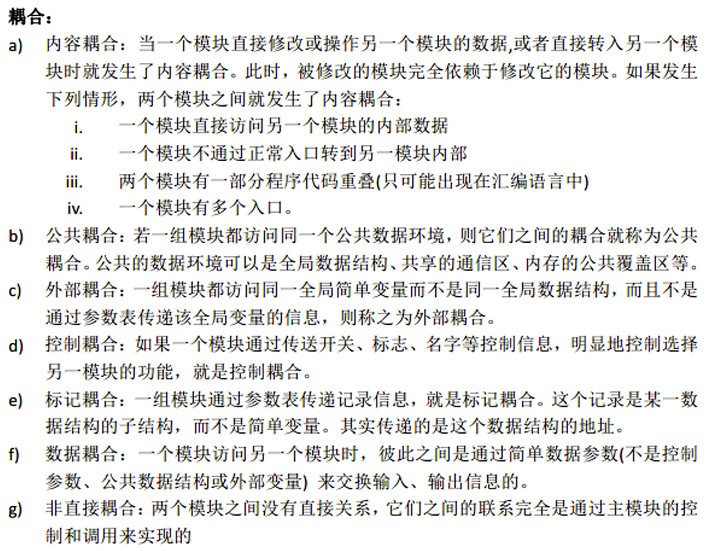 耦合：
a) 内容耦合：当一个模块直接修改或操作另一个模块的数据,或者直接转入另一个模
块时就发生了内容耦合。此时，被修改的模块完全依赖于修改它的模块。如果发生
下列情形，两个模块之间就发生了内容耦合：
i. 一个模块直接访问另一个模块的内部数据
ii. 一个模块不通过正常入口转到另一模块内部
iii. 两个模块有一部分程序代码重叠(只可能出现在汇编语言中)
iv. 一个模块有多个入口。
b) 公共耦合：若一组模块都访问同一个公共数据环境，则它们之间的耦合就称为公共
耦合。公共的数据环境可以是全局数据结构、共享的通信区、内存的公共覆盖区等。
c) 外部耦合：一组模块都访问同一全局简单变量而不是同一全局数据结构，而且不是
通过参数表传递该全局变量的信息，则称之为外部耦合。
d) 控制耦合：如果一个模块通过传送开关、标志、名字等控制信息，明显地控制选择
另一模块的功能，就是控制耦合。
e) 标记耦合：一组模块通过参数表传递记录信息，就是标记耦合。这个记录是某一数
据结构的子结构，而不是简单变量。其实传递的是这个数据结构的地址。
f) 数据耦合：一个模块访问另一个模块时，彼此之间是通过简单数据参数(不是控制
参数、公共数据结构或外部变量) 来交换输入、输出信息的。
g) 非直接耦合：两个模块之间没有直接关系，它们之间的联系完全是通过主模块的控
制和调用来实现的